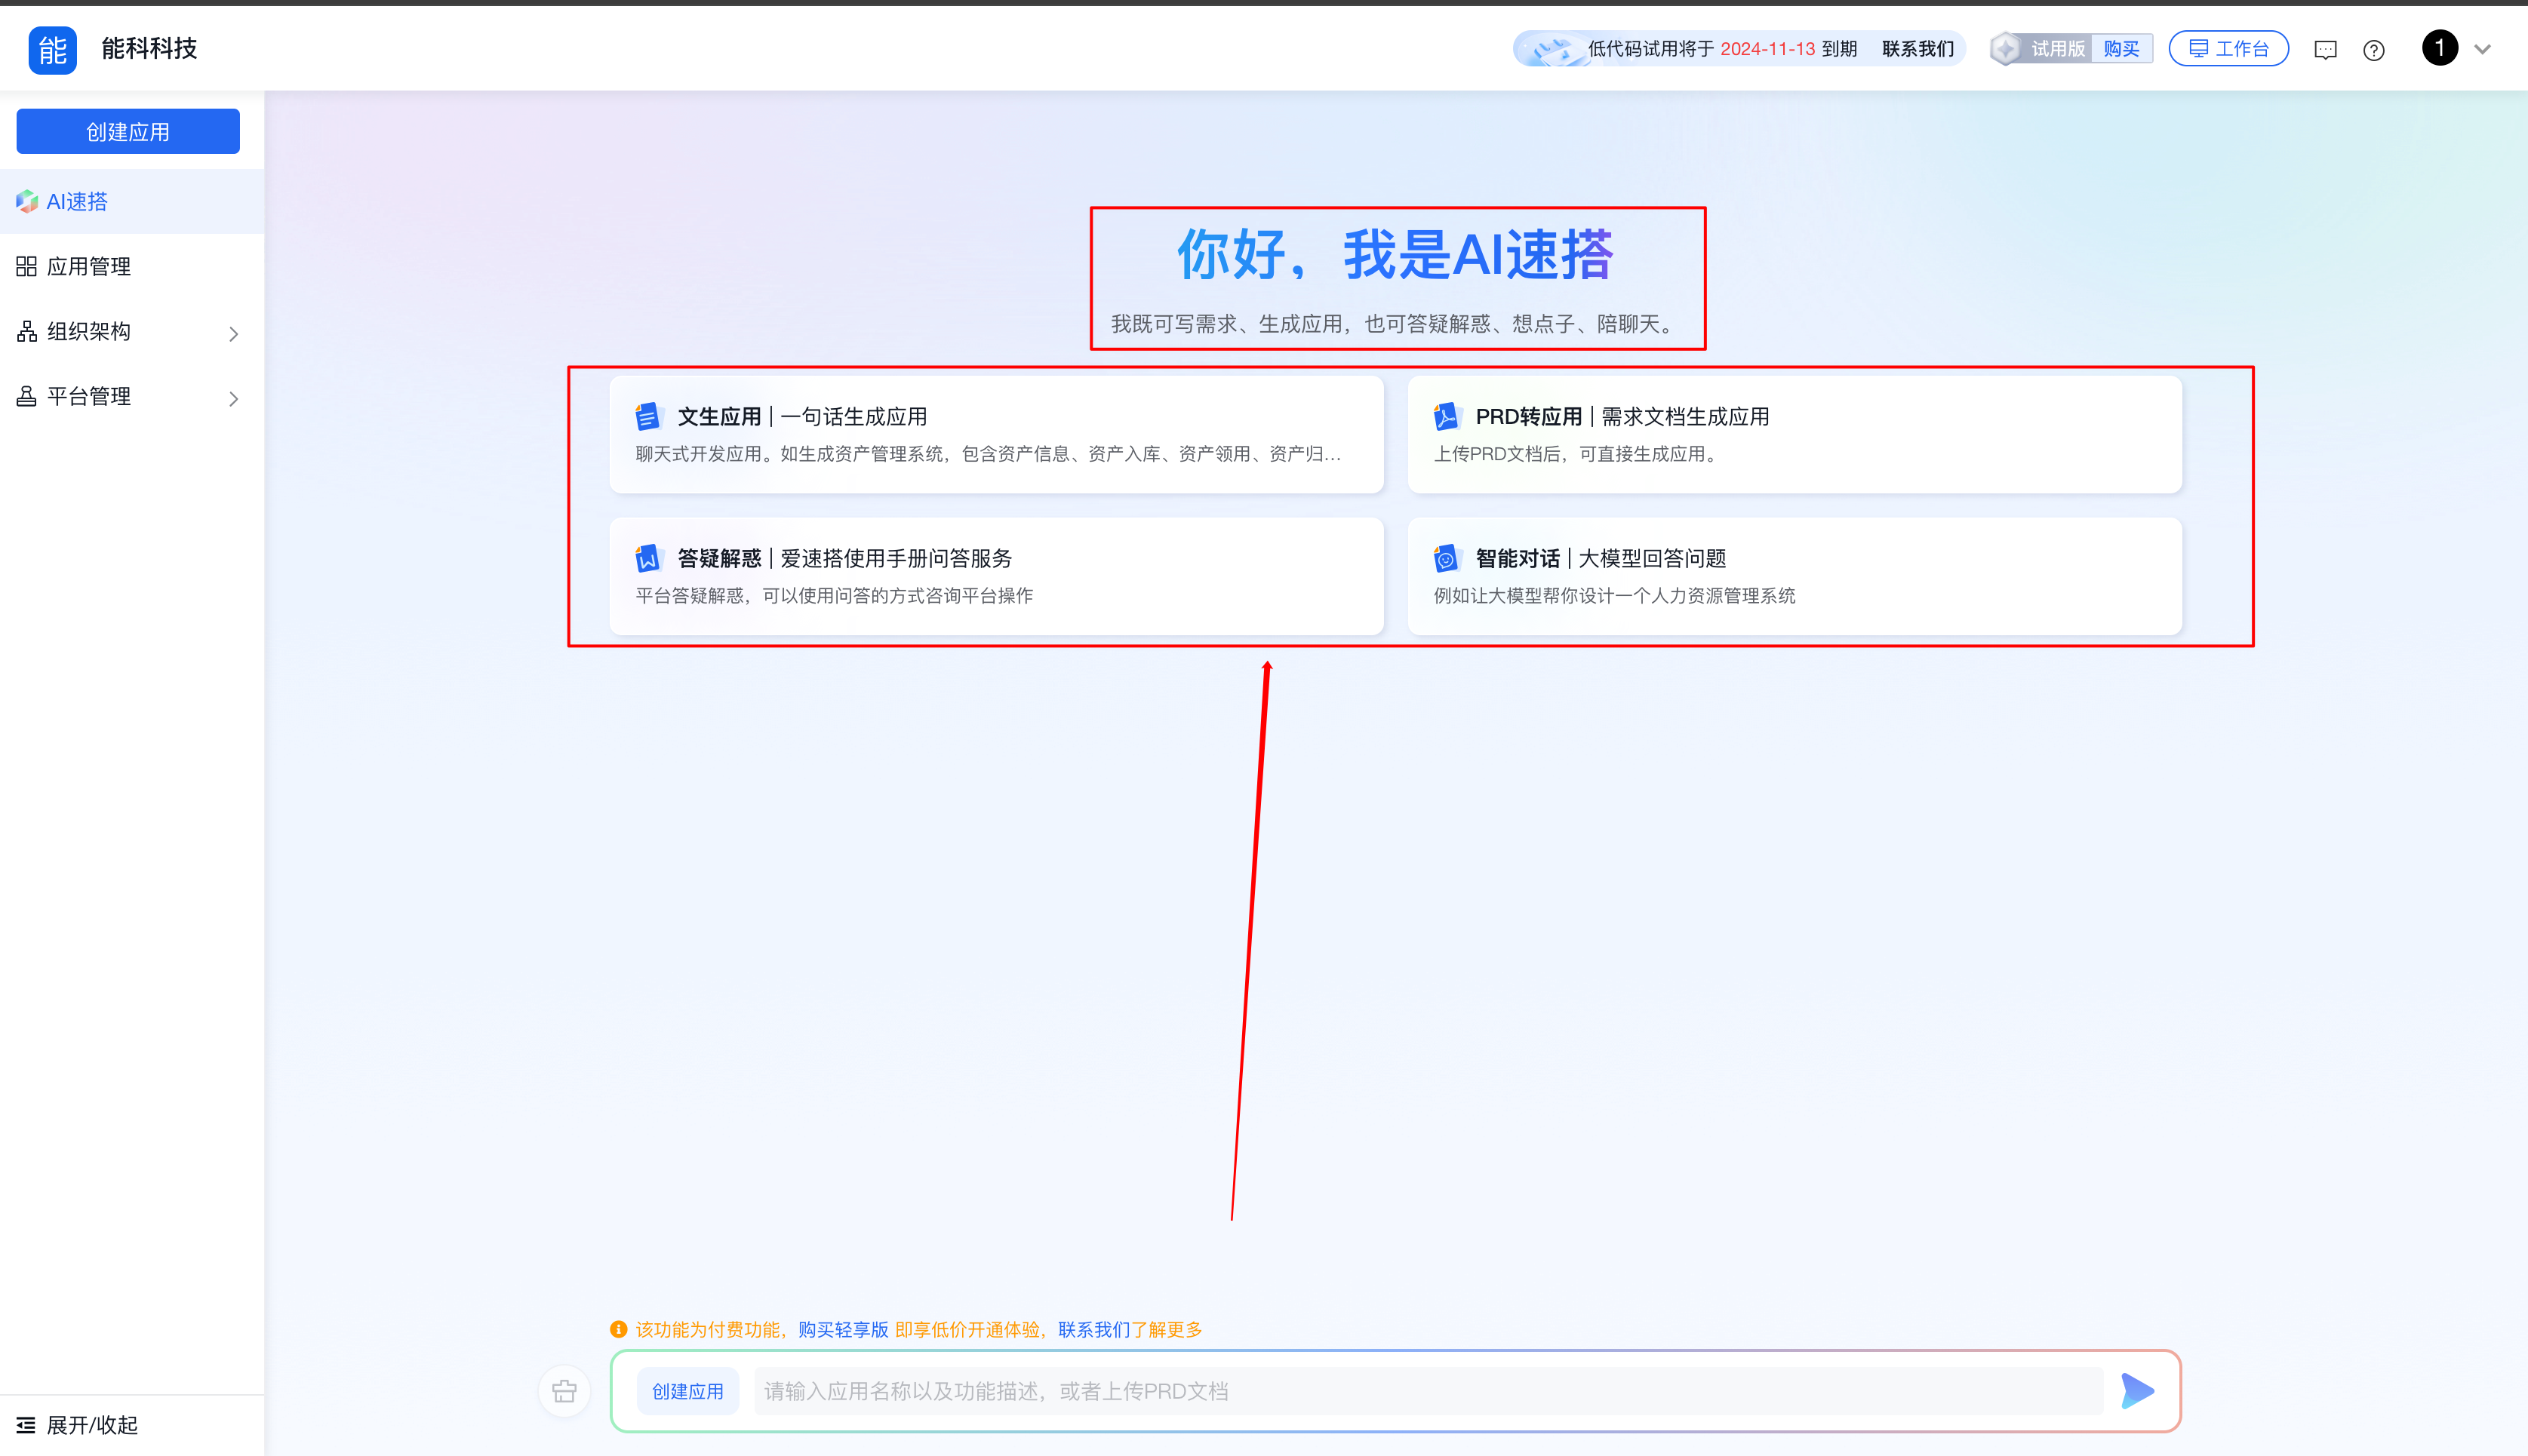 能 能科科技
低代码试用将于 2024-11-13 到期 联系我们 试用版 购买 工作台 1
创建应用
AI速搭
应用管理
组织架构
平台管理
你好，我是AI速搭
我既可写需求、生成应用，也可答疑解惑、想点子、陪聊天。
文生应用 | 一句话生成应用
聊天式开发应用。如生成资产管理系统，包含资产信息、资产入库、资产领用、资产归...
PRD转应用 | 需求文档生成应用
上传PRD文档后，可直接生成应用。
答疑解惑 | 爱速搭使用手册问答服务
平台答疑解惑，可以使用问答的方式咨询平台操作
智能对话 | 大模型回答问题
例如让大模型帮你设计一个人力资源管理系统
该功能为付费功能，购买轻享版 即享低价开通体验，联系我们了解更多
创建应用 请输入应用名称以及功能描述，或者上传PRD文档
展开/收起